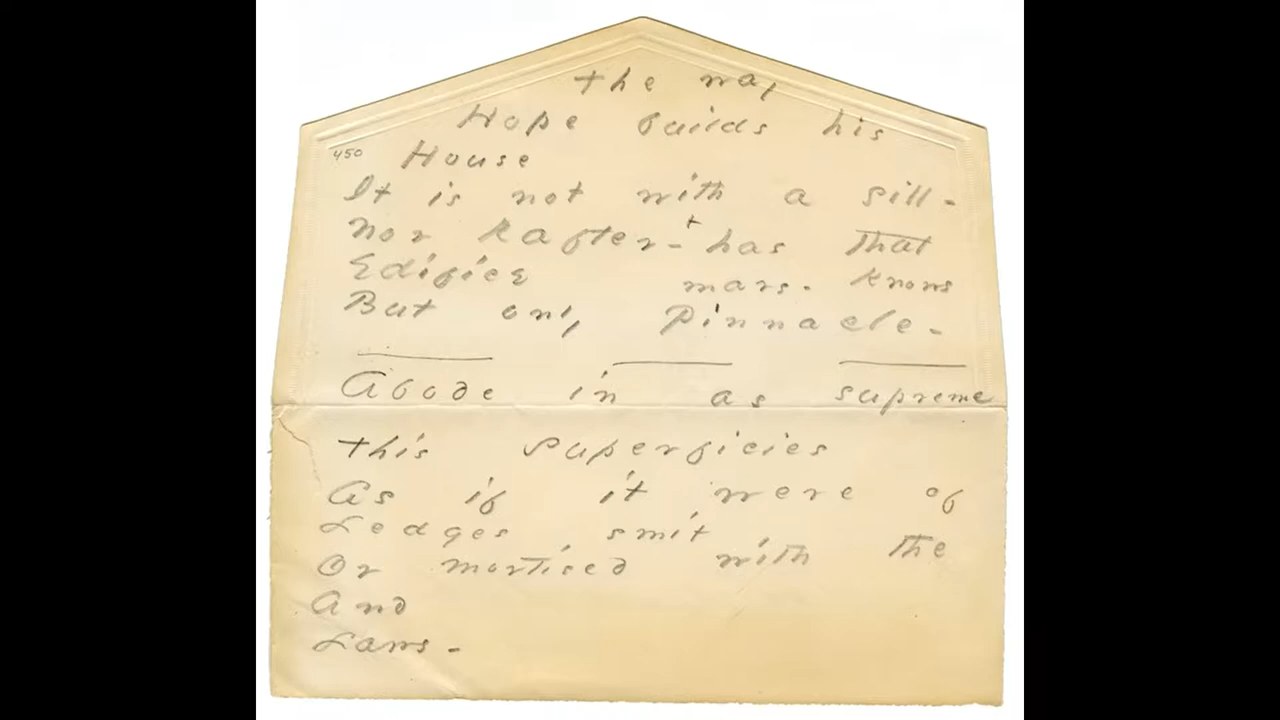 the way
Hope builds his
450
House
It is not with a sill -
Nor Rafter - + has that
Edifice mars - knows
But only Pinnacle -
Abode in as supreme
This superficies
As if it were of
Ledges smit
Or mortised with the
And
Laws -